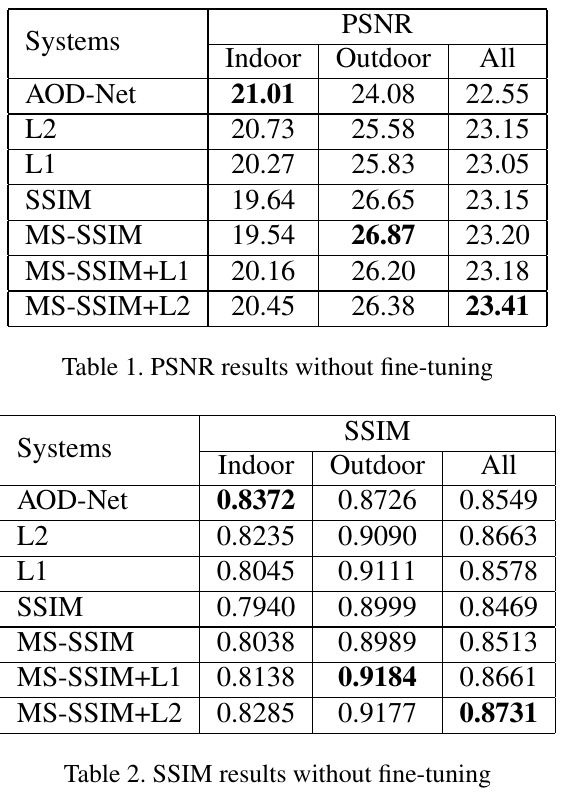 Systems PSNR
Indoor Outdoor All
AOD-Net 21.01 24.08 22.55
L2 20.73 25.58 23.15
L1 20.27 25.83 23.05
SSIM 19.64 26.65 23.15
MS-SSIM 19.54 26.87 23.20
MS-SSIM+L1 20.16 26.20 23.18
MS-SSIM+L2 20.45 26.38 23.41
Table 1. PSNR results without fine-tuning
Systems SSIM
Indoor Outdoor All
AOD-Net 0.8372 0.8726 0.8549
L2 0.8235 0.9090 0.8663
L1 0.8045 0.9111 0.8578
SSIM 0.7940 0.8999 0.8469
MS-SSIM 0.8038 0.8989 0.8513
MS-SSIM+L1 0.8138 0.9184 0.8661
MS-SSIM+L2 0.8285 0.9177 0.8731
Table 2. SSIM results without fine-tuning